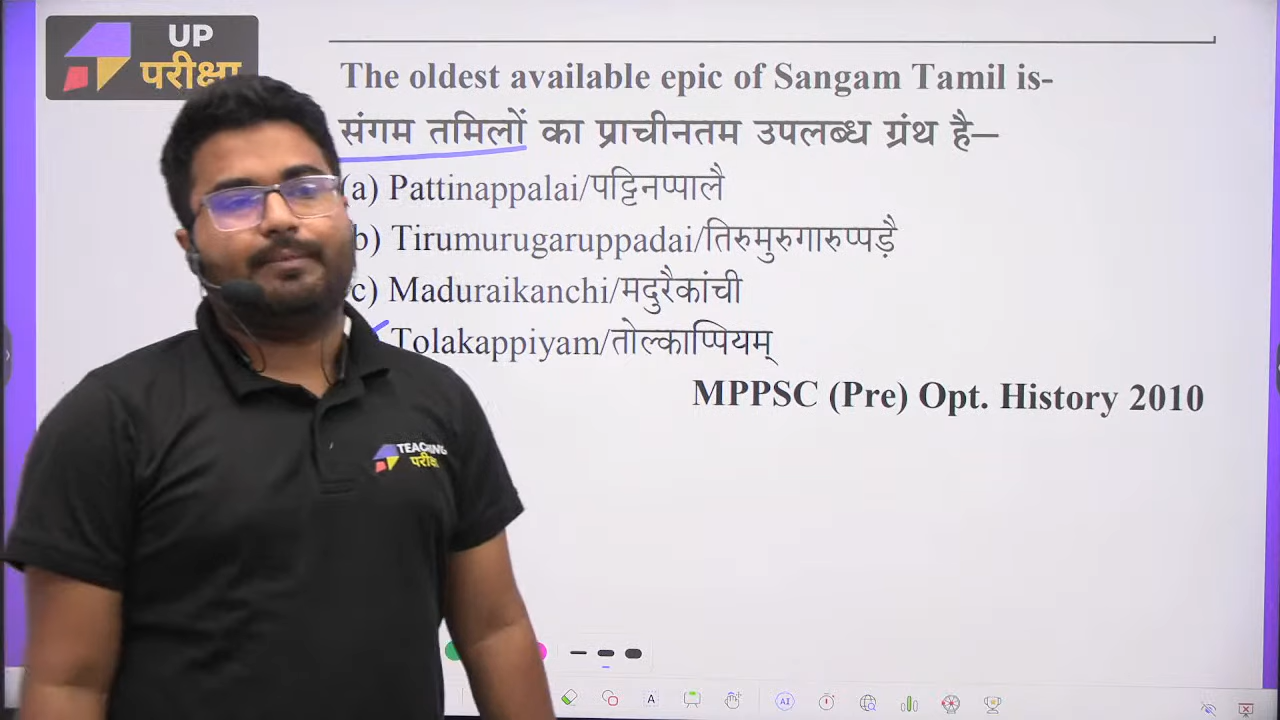 UP
परीक्षा
The oldest available epic of Sangam Tamil is-
संगम तमिलों का प्राचीनतम उपलब्ध ग्रंथ है—
(a) Pattinappalai/पट्टिनप्पालै
b) Tirumurugaruppadai/तिरुमुरुगारुप्पड़ै
c) Maduraikanchi/मदुरैकांची
Tolakappiyam/तोल्काप्पियम्
MPPSC (Pre) Opt. History 2010
TEACHING
परीक्षा
A
AI